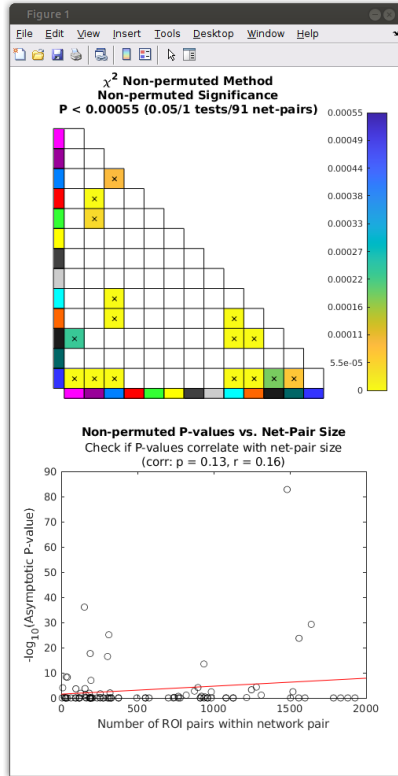 Figure 1
File Edit View Insert Tools Desktop Window Help
χ² Non-permuted Method
Non-permuted Significance
P < 0.00055 (0.05/1 tests/91 net-pairs)
0.00055
0.00049
0.00044
0.00038
0.00033
0.00027
0.00022
0.00016
0.00011
5.5e-05
0
Non-permuted P-values vs. Net-Pair Size
Check if P-values correlate with net-pair size
(corr: p = 0.13, r = 0.16)
-log10(Asymptotic P-value)
90
80
70
60
50
40
30
20
10
0
0 500 1000 1500 2000
Number of ROI pairs within network pair